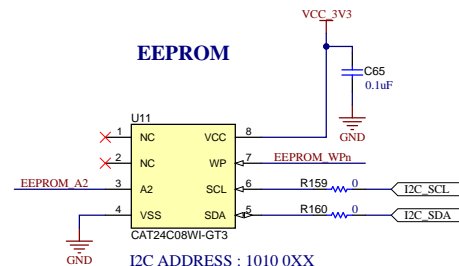 VCC_3V3
EEPROM
C65
0.1uF
GND
U11
1 NC VCC 8
2 NC WP 7 EEPROM_WPn
EEPROM_A2 3 A2 SCL 6 R159 0 I2C_SCL
4 VSS SDA 5 R160 0 I2C_SDA
CAT24C08WI-GT3
GND
I2C ADDRESS : 1010 0XX